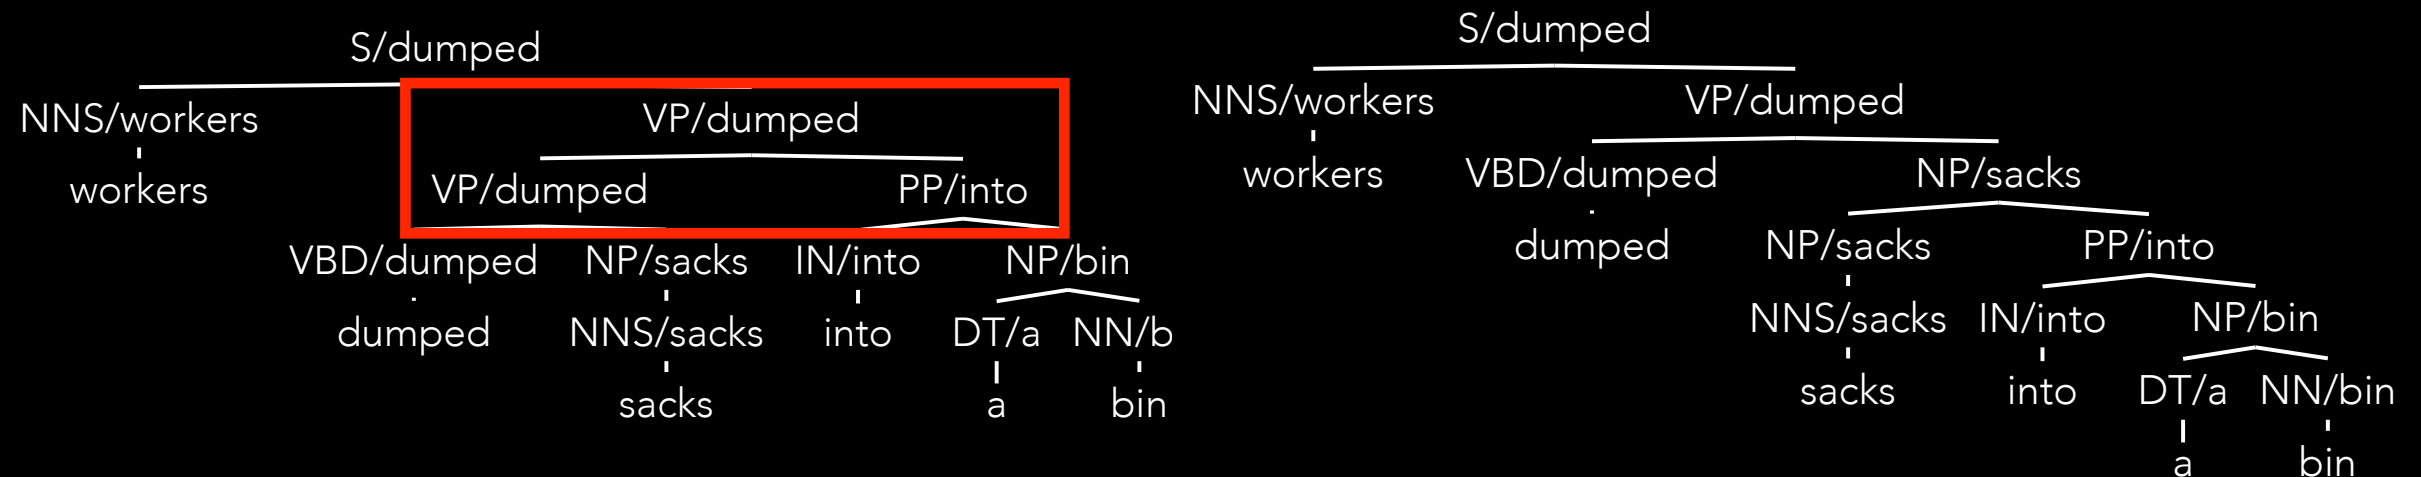 S/dumped
NNS/workers VP/dumped
workers VP/dumped PP/into
VBD/dumped NP/sacks IN/into NP/bin
dumped NNS/sacks into DT/a NN/b
sacks a bin
S/dumped
NNS/workers VP/dumped
workers VBD/dumped NP/sacks
dumped NP/sacks PP/into
NNS/sacks IN/into NP/bin
sacks into DT/a NN/bin
a bin